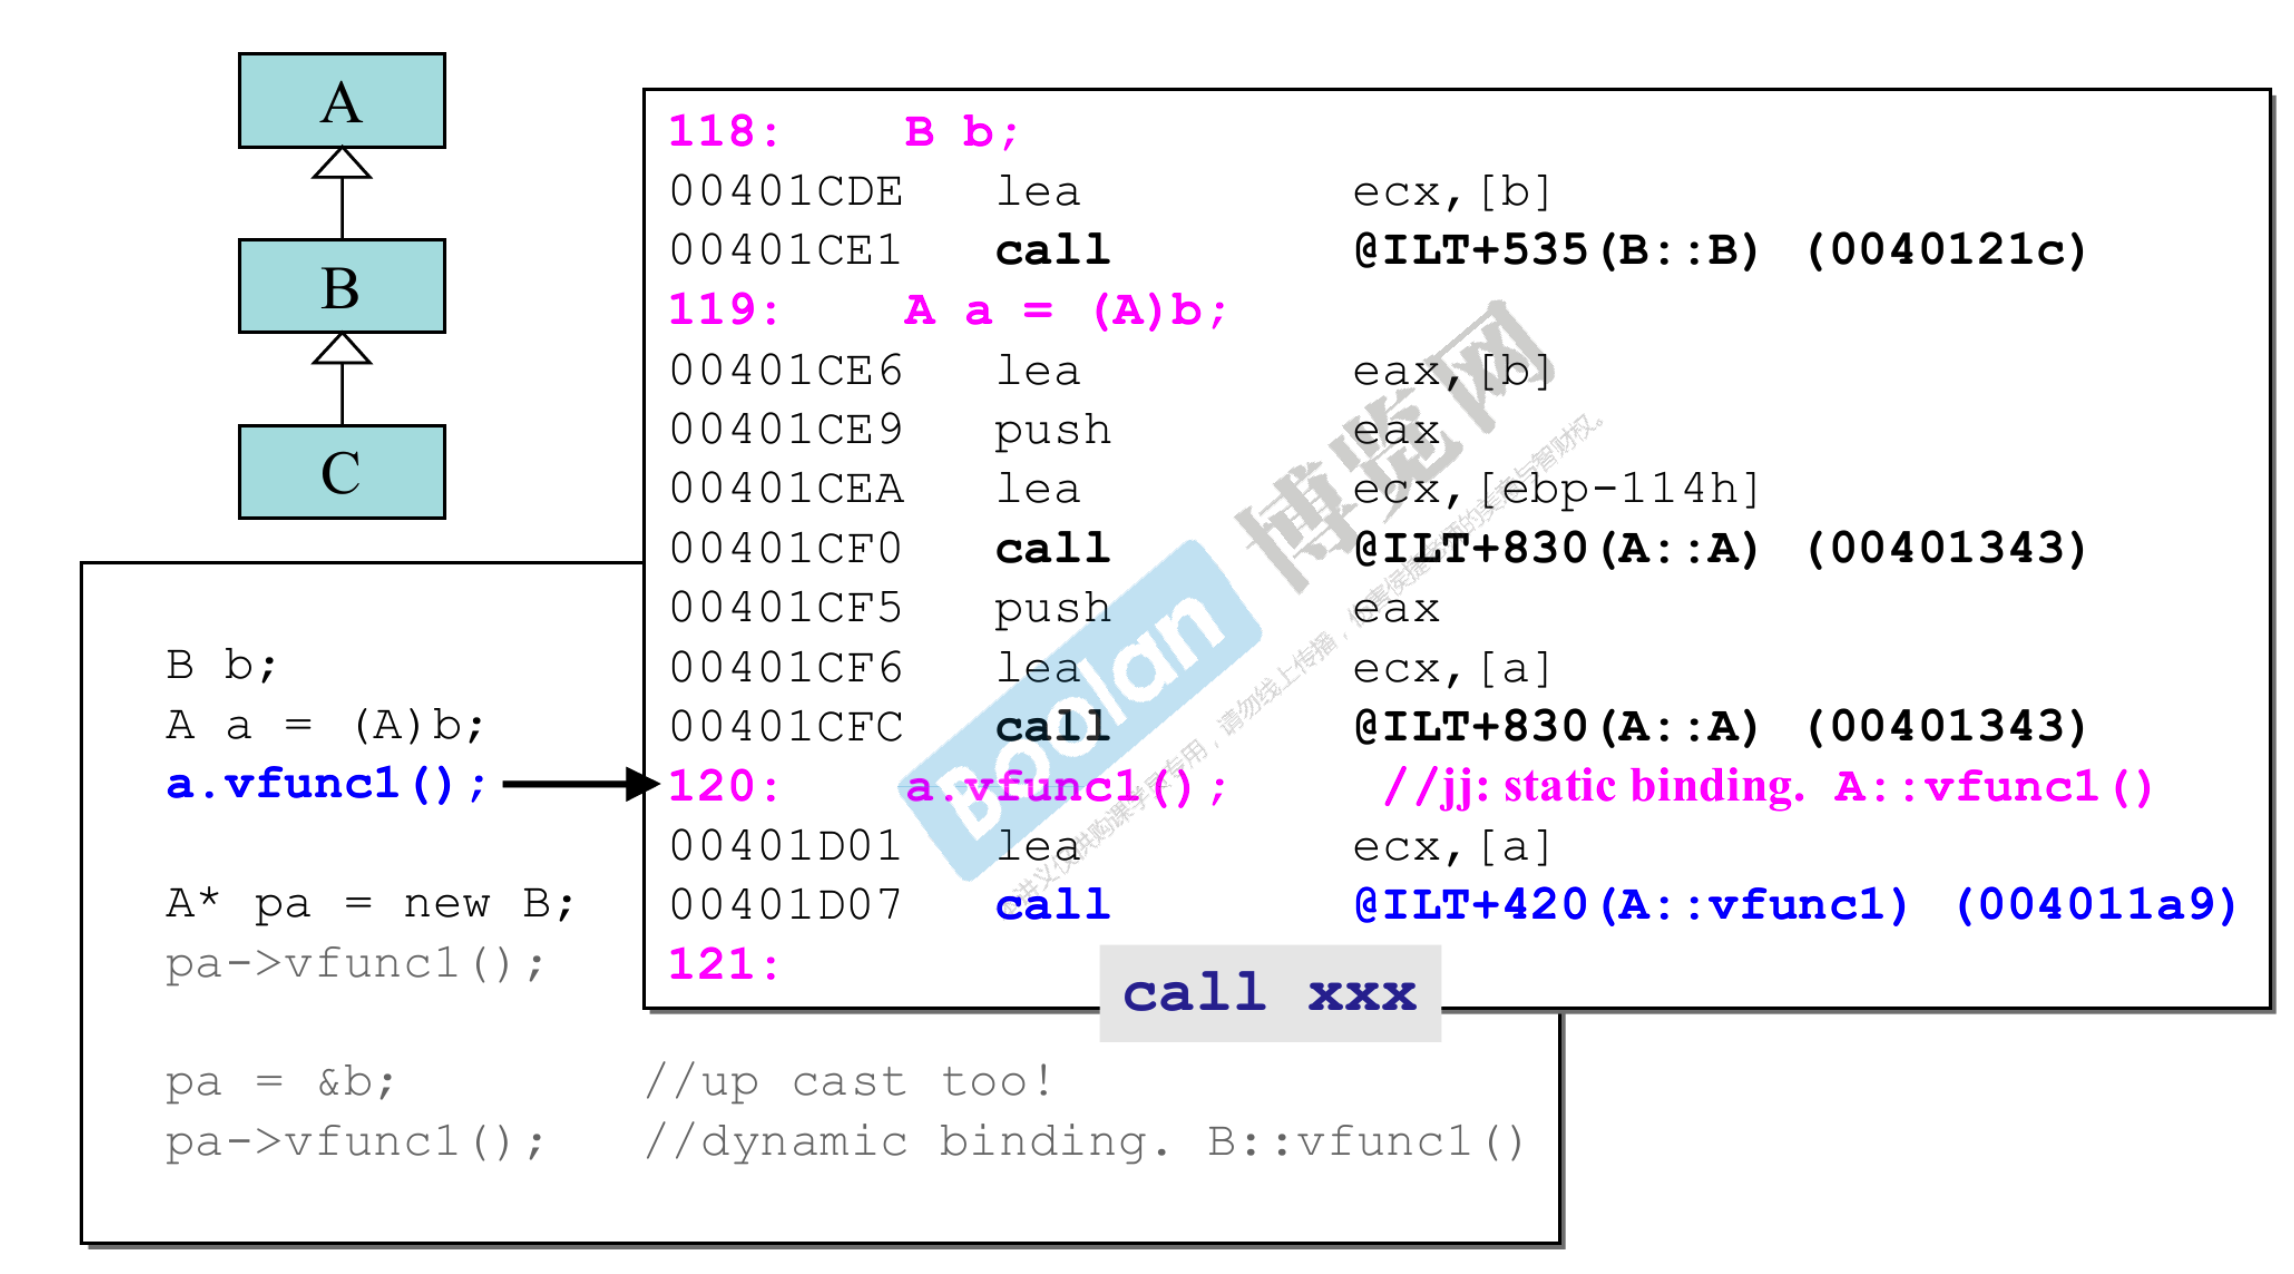 A
B
C
118:    B b;
00401CDE   lea   ecx,[b]
00401CE1   call   @ILT+535(B::B) (0040121c)
119:    A a = (A)b;
00401CE6   lea   eax,[b]
00401CE9   push   eax
00401CEA   lea   ecx,[ebp-114h]
00401CF0   call   @ILT+830(A::A) (00401343)
00401CF5   push   eax
00401CF6   lea   ecx,[a]
00401CFC   call   @ILT+830(A::A) (00401343)
120:    a.vfunc1();   //jj: static binding. A::vfunc1()
00401D01   lea   ecx,[a]
00401D07   call   @ILT+420(A::vfunc1) (004011a9)
121:
call xxx
B b;
A a = (A)b;
a.vfunc1();
A* pa = new B;
pa->vfunc1();
pa = &b;   //up cast too!
pa->vfunc1();   //dynamic binding. B::vfunc1()
Boolan 博览网